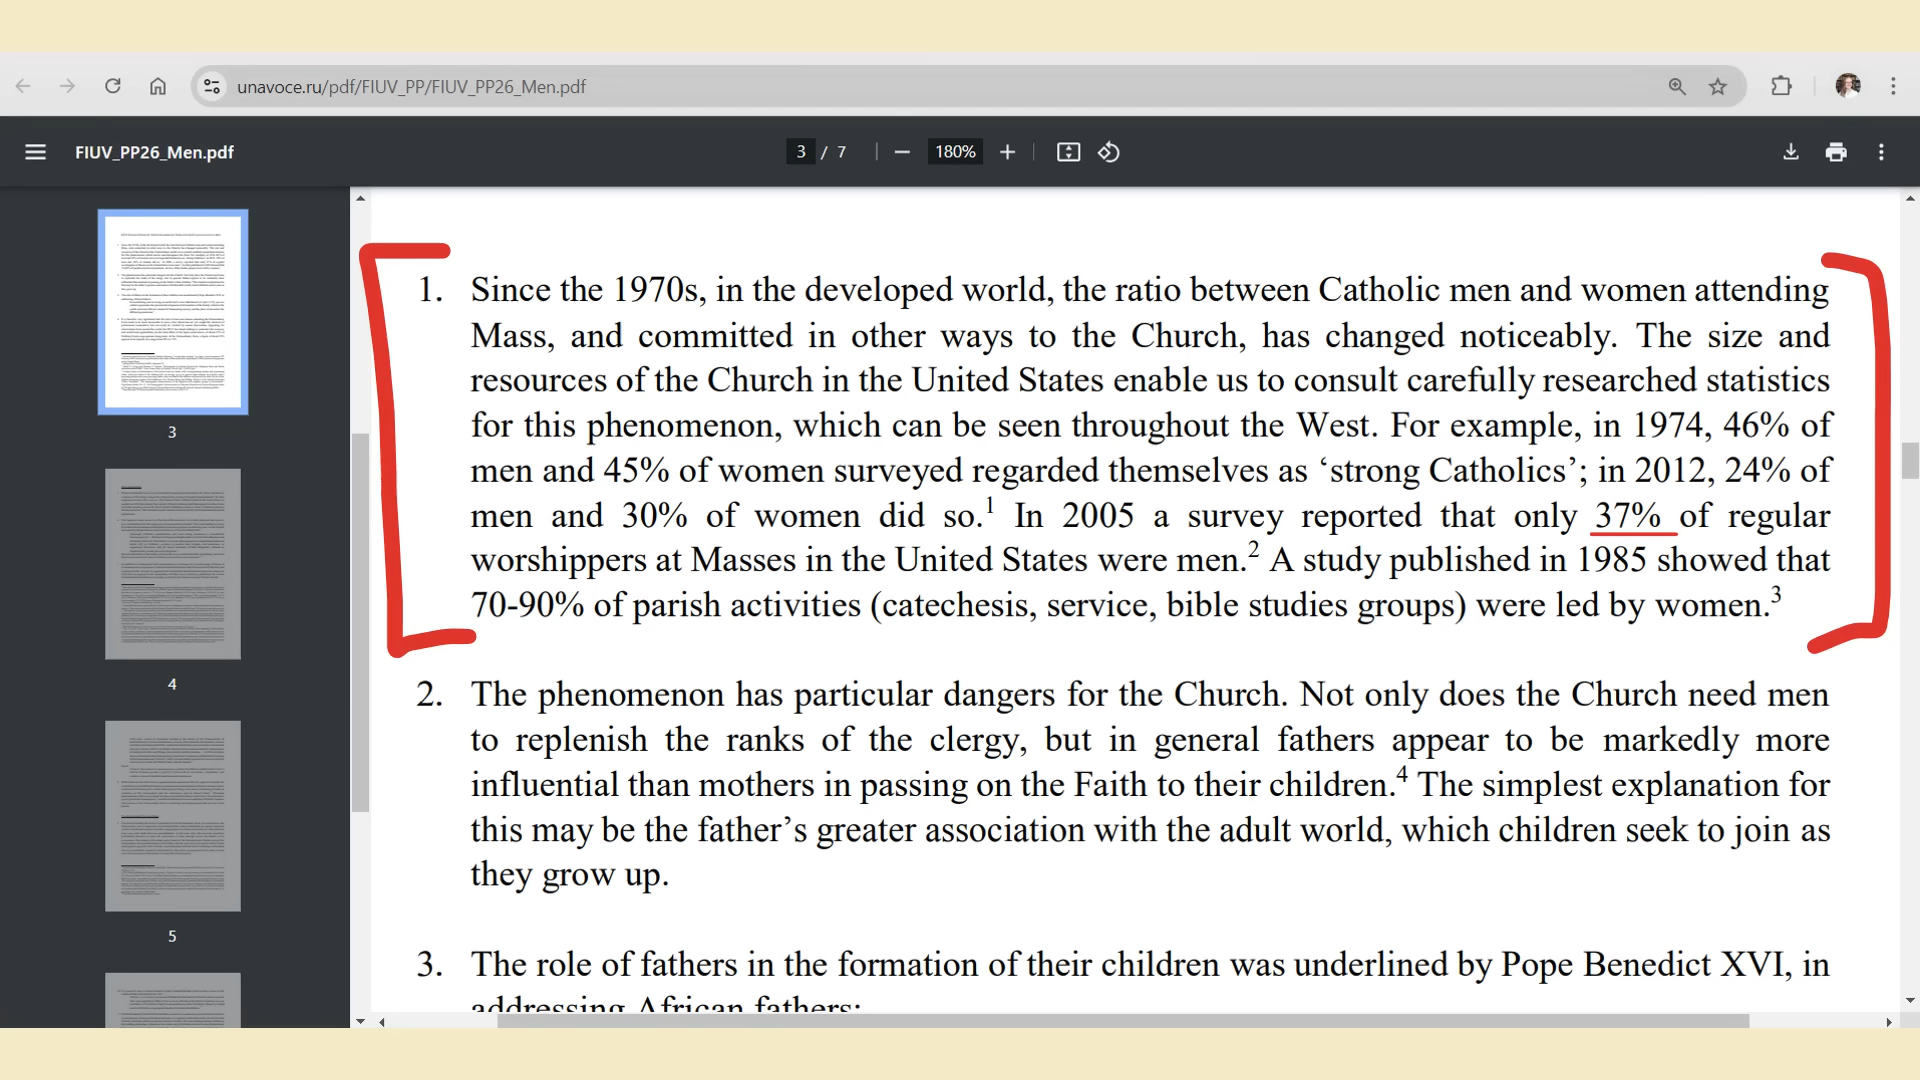 unavoce.ru/pdf/FIUV_PP/FIUV_PP26_Men.pdf
FIUV_PP26_Men.pdf
3 / 7
180%
3
4
5
1. Since the 1970s, in the developed world, the ratio between Catholic men and women attending
Mass, and committed in other ways to the Church, has changed noticeably. The size and
resources of the Church in the United States enable us to consult carefully researched statistics
for this phenomenon, which can be seen throughout the West. For example, in 1974, 46% of
men and 45% of women surveyed regarded themselves as ‘strong Catholics’; in 2012, 24% of
men and 30% of women did so.1 In 2005 a survey reported that only 37% of regular
worshippers at Masses in the United States were men.2 A study published in 1985 showed that
70-90% of parish activities (catechesis, service, bible studies groups) were led by women.3
2. The phenomenon has particular dangers for the Church. Not only does the Church need men
to replenish the ranks of the clergy, but in general fathers appear to be markedly more
influential than mothers in passing on the Faith to their children.4 The simplest explanation for
this may be the father’s greater association with the adult world, which children seek to join as
they grow up.
3. The role of fathers in the formation of their children was underlined by Pope Benedict XVI, in
addressing African fathers: